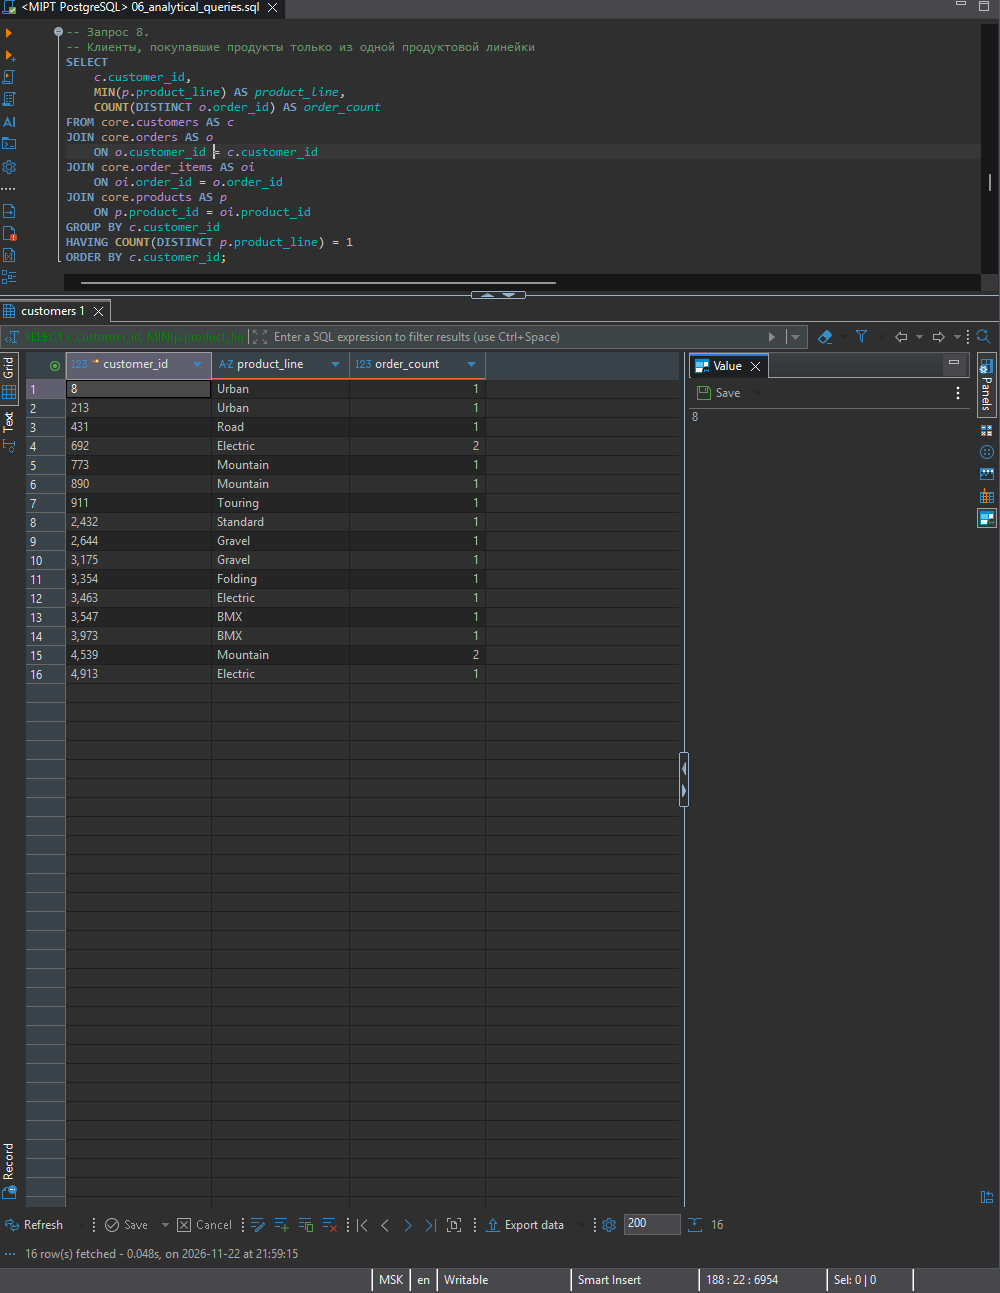 <MIPT PostgreSQL> 06_analytical_queries.sql
-- Запрос 8.
-- Клиенты, покупавшие продукты только из одной продуктовой линейки
SELECT
c.customer_id,
MIN(p.product_line) AS product_line,
COUNT(DISTINCT o.order_id) AS order_count
FROM core.customers AS c
JOIN core.orders AS o
ON o.customer_id = c.customer_id
JOIN core.order_items AS oi
ON oi.order_id = o.order_id
JOIN core.products AS p
ON p.product_id = oi.product_id
GROUP BY c.customer_id
HAVING COUNT(DISTINCT p.product_line) = 1
ORDER BY c.customer_id;
AI
customers 1
SELECT c.customer_id, MIN(p.product_lin
Enter a SQL expression to filter results (use Ctrl+Space)
Grid
Text
Record
123 customer_id A-Z product_line 123 order_count
1 8 Urban 1
2 213 Urban 1
3 431 Road 1
4 692 Electric 2
5 773 Mountain 1
6 890 Mountain 1
7 911 Touring 1
8 2,432 Standard 1
9 2,644 Gravel 1
10 3,175 Gravel 1
11 3,354 Folding 1
12 3,463 Electric 1
13 3,547 BMX 1
14 3,973 BMX 1
15 4,539 Mountain 2
16 4,913 Electric 1
Value
Save
8
Panels
Refresh Save Cancel Export data 200 16
16 row(s) fetched - 0.048s, on 2026-11-22 at 21:59:15
MSK en Writable Smart Insert 188 : 22 : 6954 Sel: 0 | 0